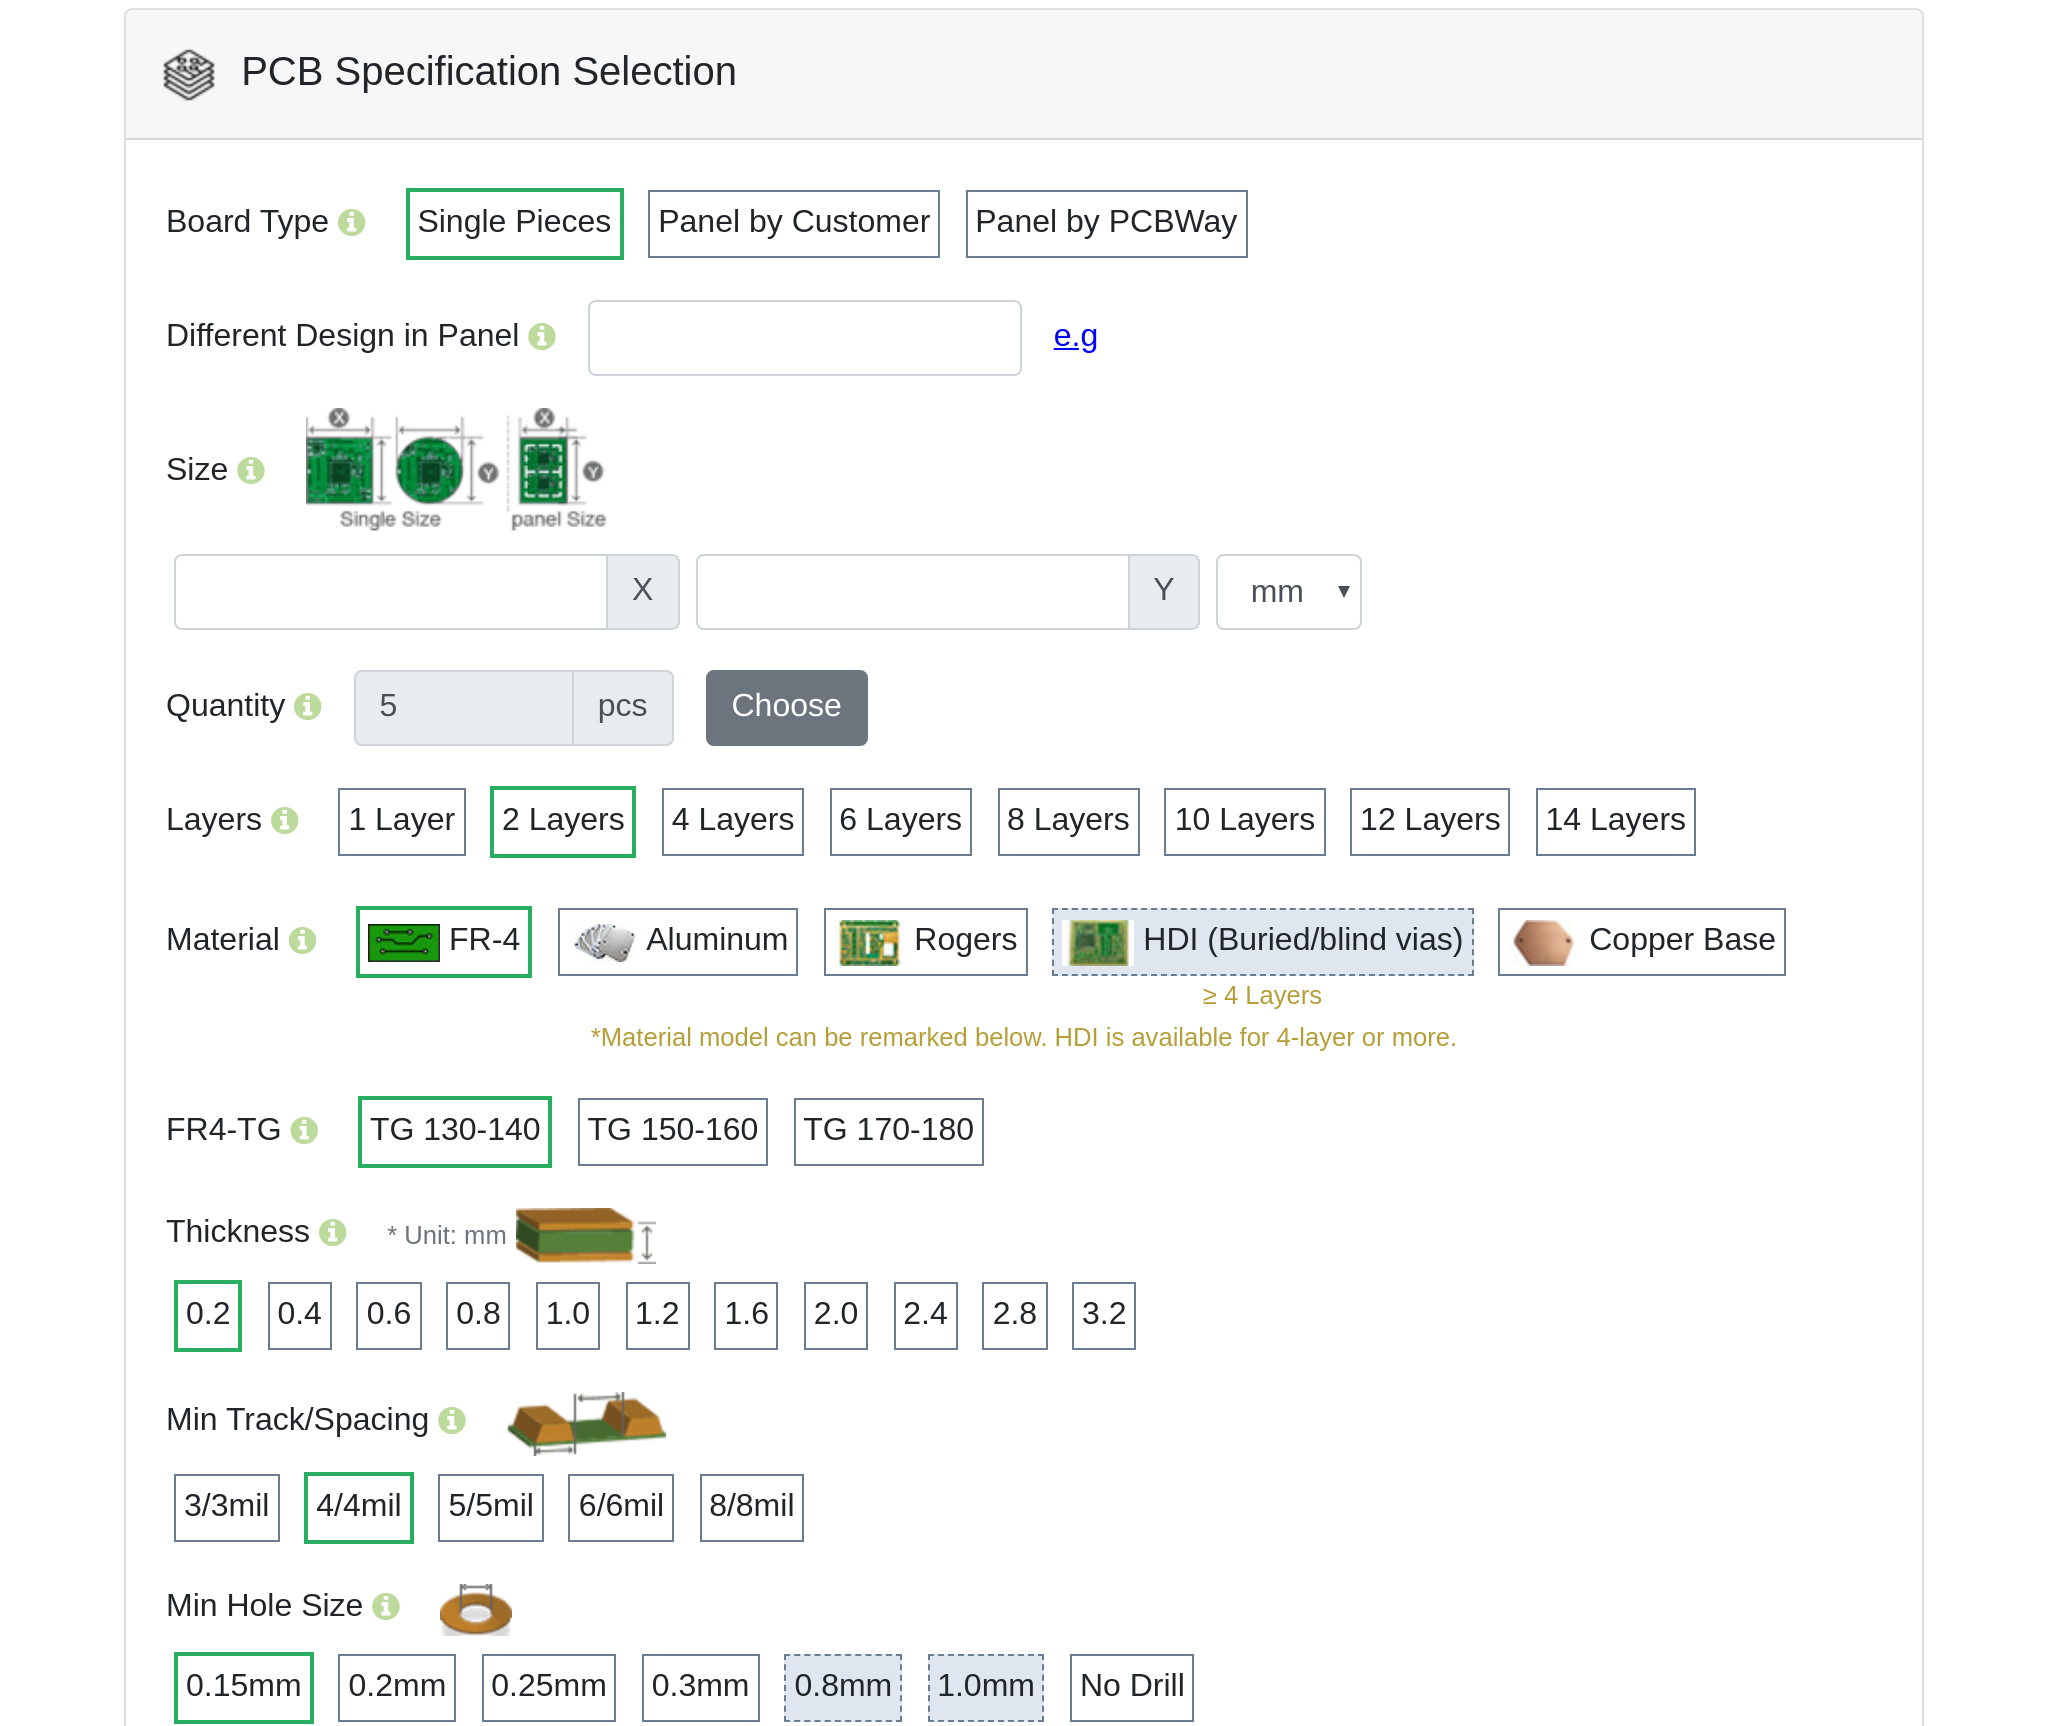 PCB Specification Selection
Board Type Single Pieces Panel by Customer Panel by PCBWay
Different Design in Panel e.g
X X
Size Y Y
Single Size panel Size
X Y mm
Quantity 5 pcs Choose
Layers 1 Layer 2 Layers 4 Layers 6 Layers 8 Layers 10 Layers 12 Layers 14 Layers
Material FR-4 Aluminum Rogers HDI (Buried/blind vias) Copper Base
≥ 4 Layers
*Material model can be remarked below. HDI is available for 4-layer or more.
FR4-TG TG 130-140 TG 150-160 TG 170-180
Thickness * Unit: mm
0.2 0.4 0.6 0.8 1.0 1.2 1.6 2.0 2.4 2.8 3.2
Min Track/Spacing
3/3mil 4/4mil 5/5mil 6/6mil 8/8mil
Min Hole Size
0.15mm 0.2mm 0.25mm 0.3mm 0.8mm 1.0mm No Drill